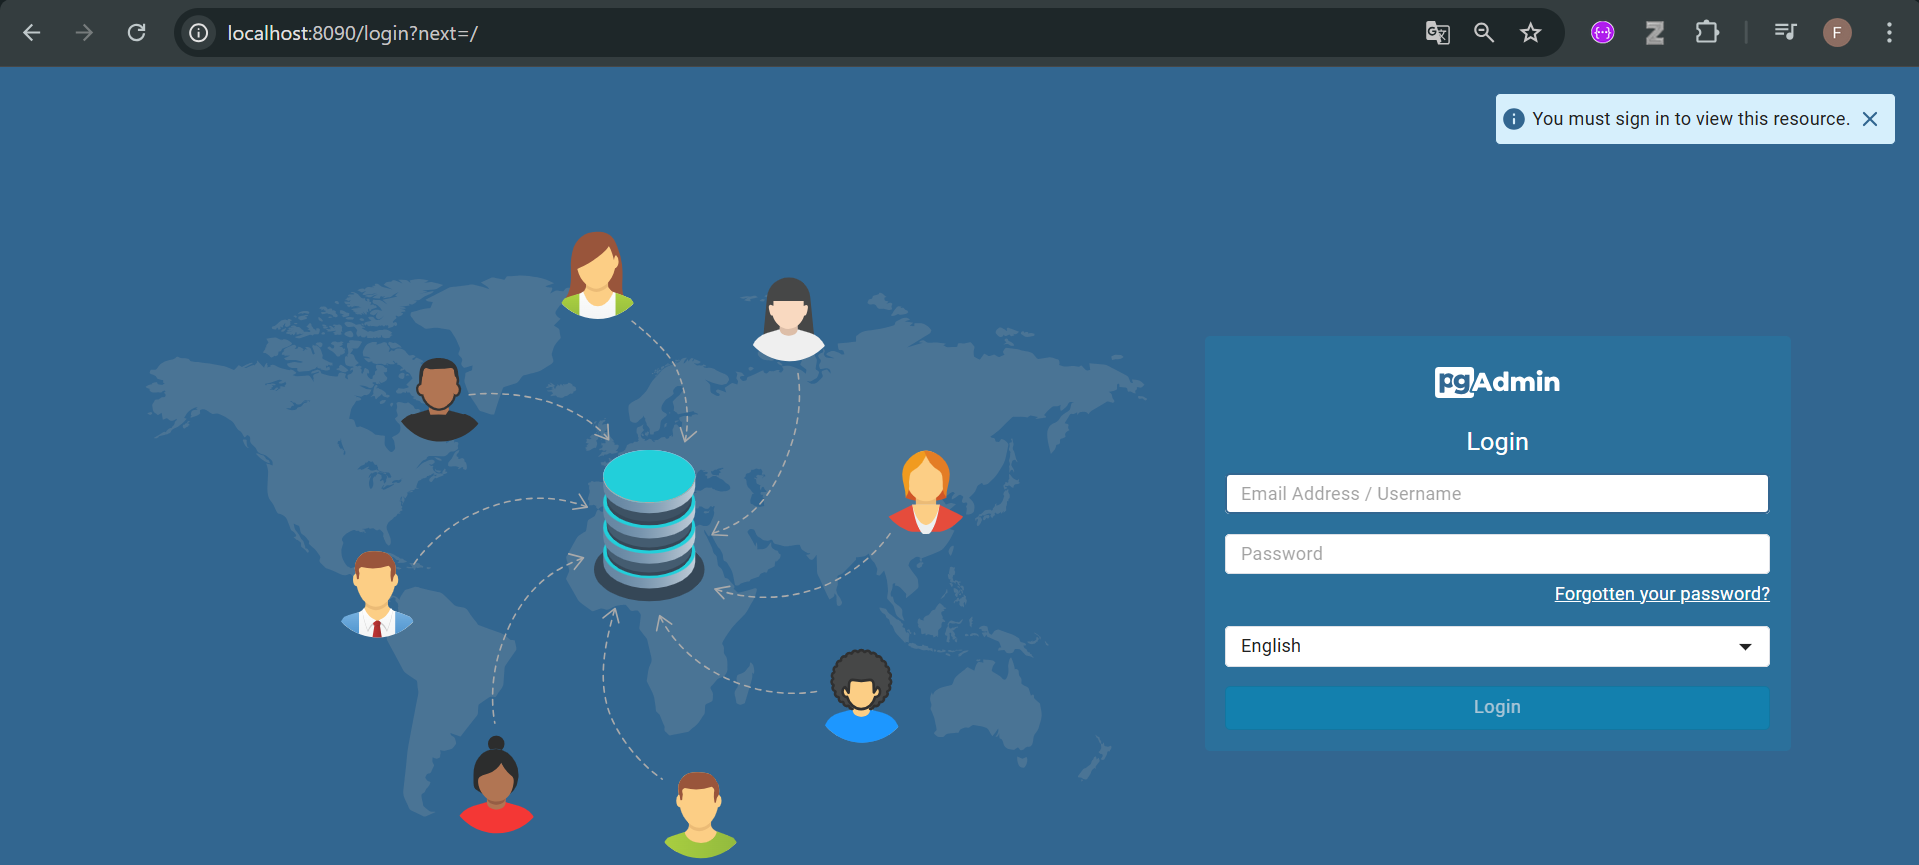 localhost:8090/login?next=/
F
You must sign in to view this resource.
pgAdmin
Login
Email Address / Username
Password
Forgotten your password?
English
Login